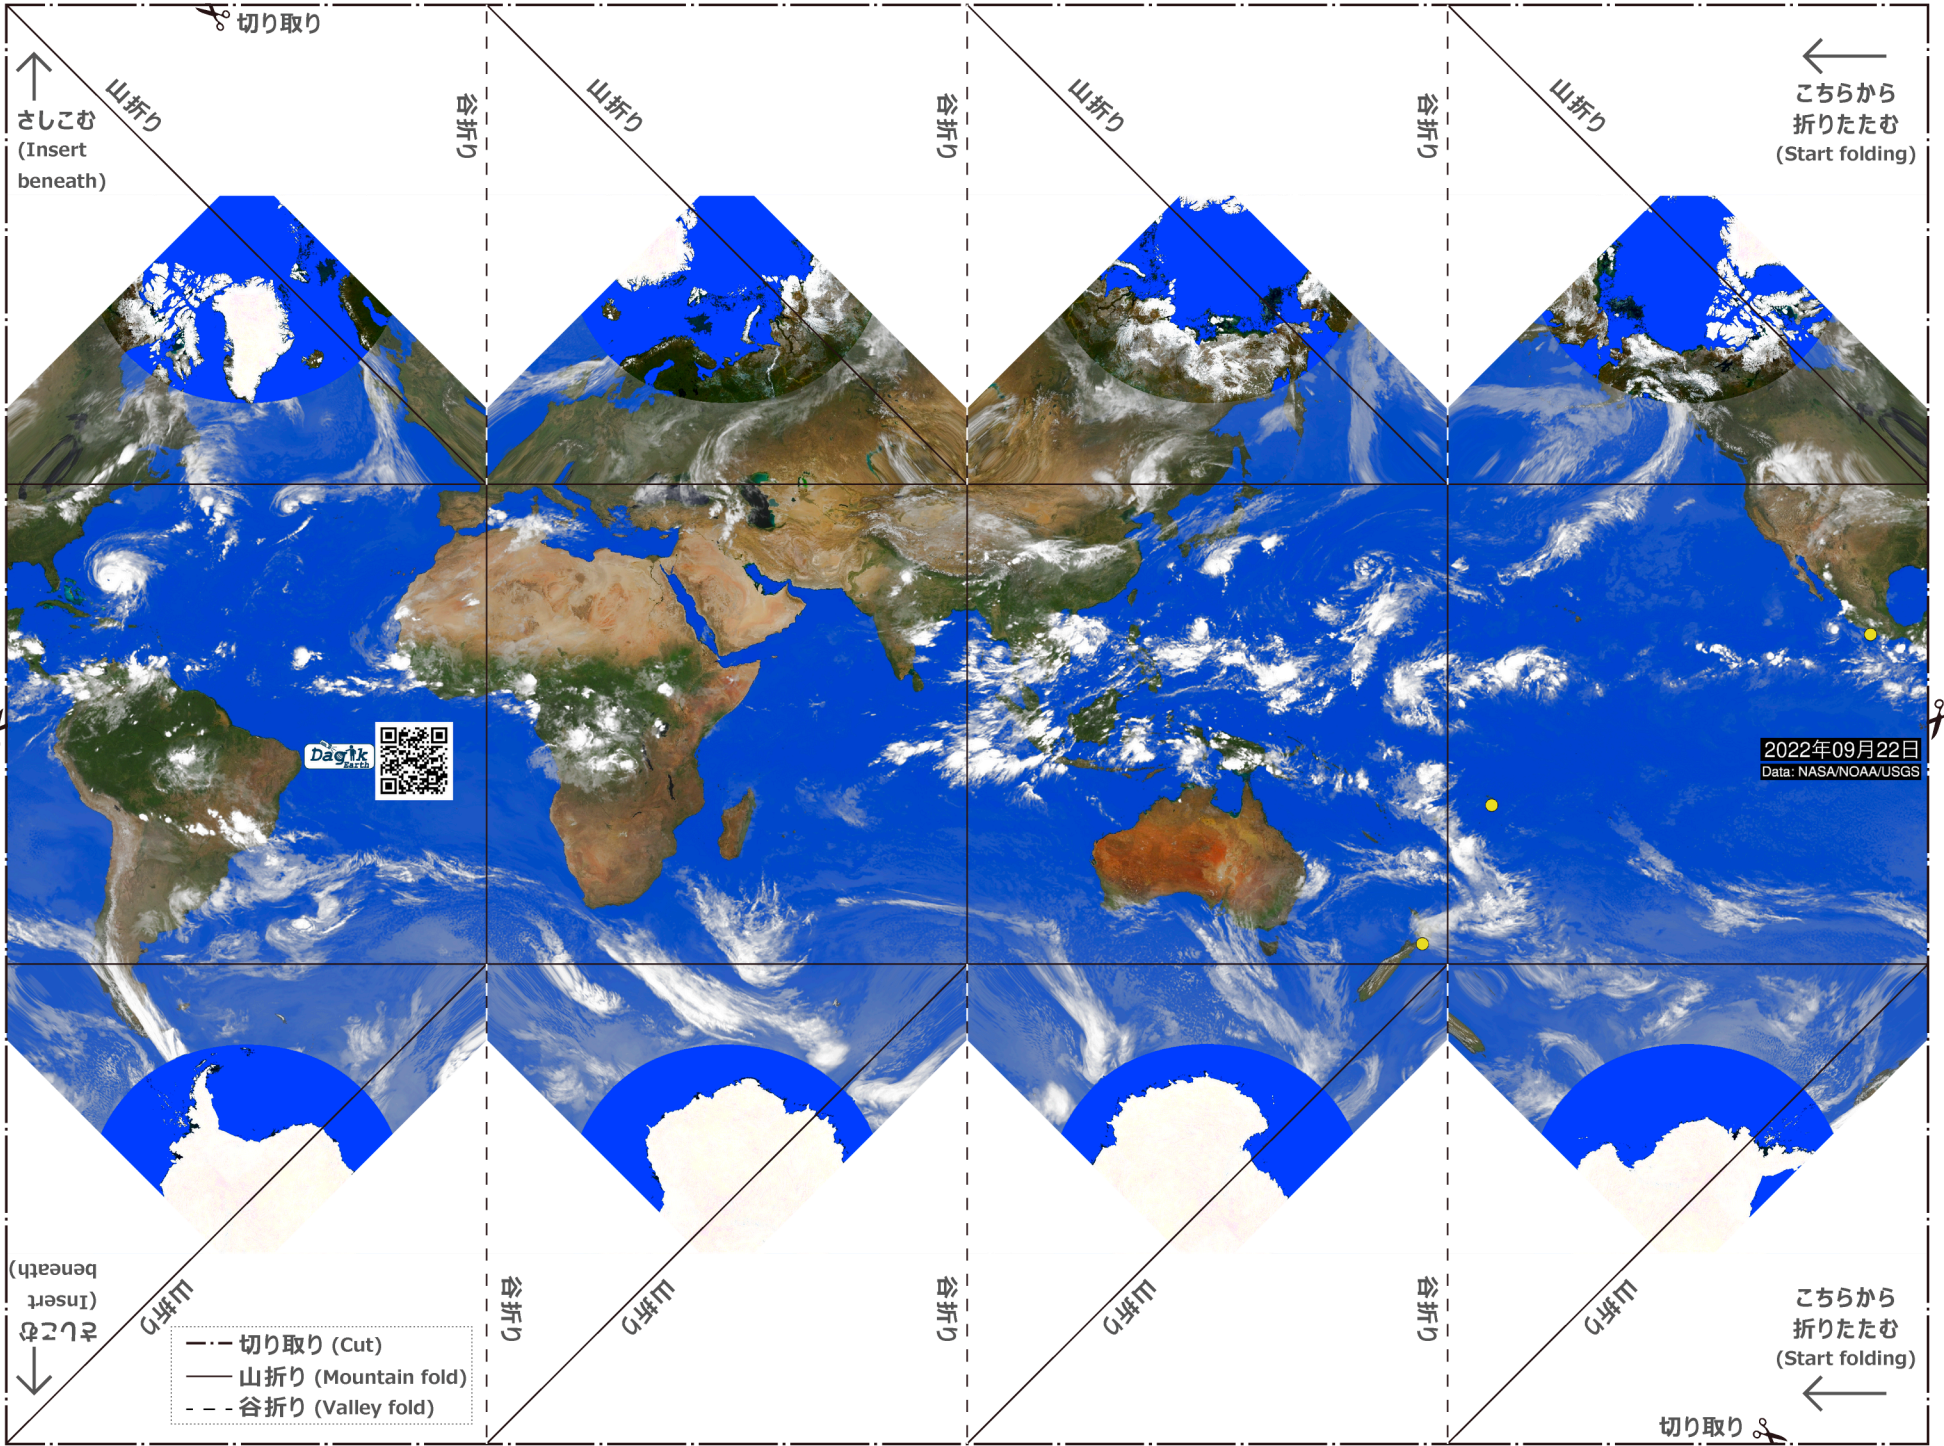 切り取り
さしこむ
(Insert
beneath)
山折り
谷折り
山折り
谷折り
山折り
谷折り
山折り
こちらから
折りたたむ
(Start folding)
Dagik
Earth
2022年09月22日
Data: NASA/NOAA/USGS
さしこむ
(Insert
beneath)
山折り
谷折り
山折り
谷折り
山折り
谷折り
山折り
こちらから
折りたたむ
(Start folding)
切り取り (Cut)
山折り (Mountain fold)
谷折り (Valley fold)
切り取り